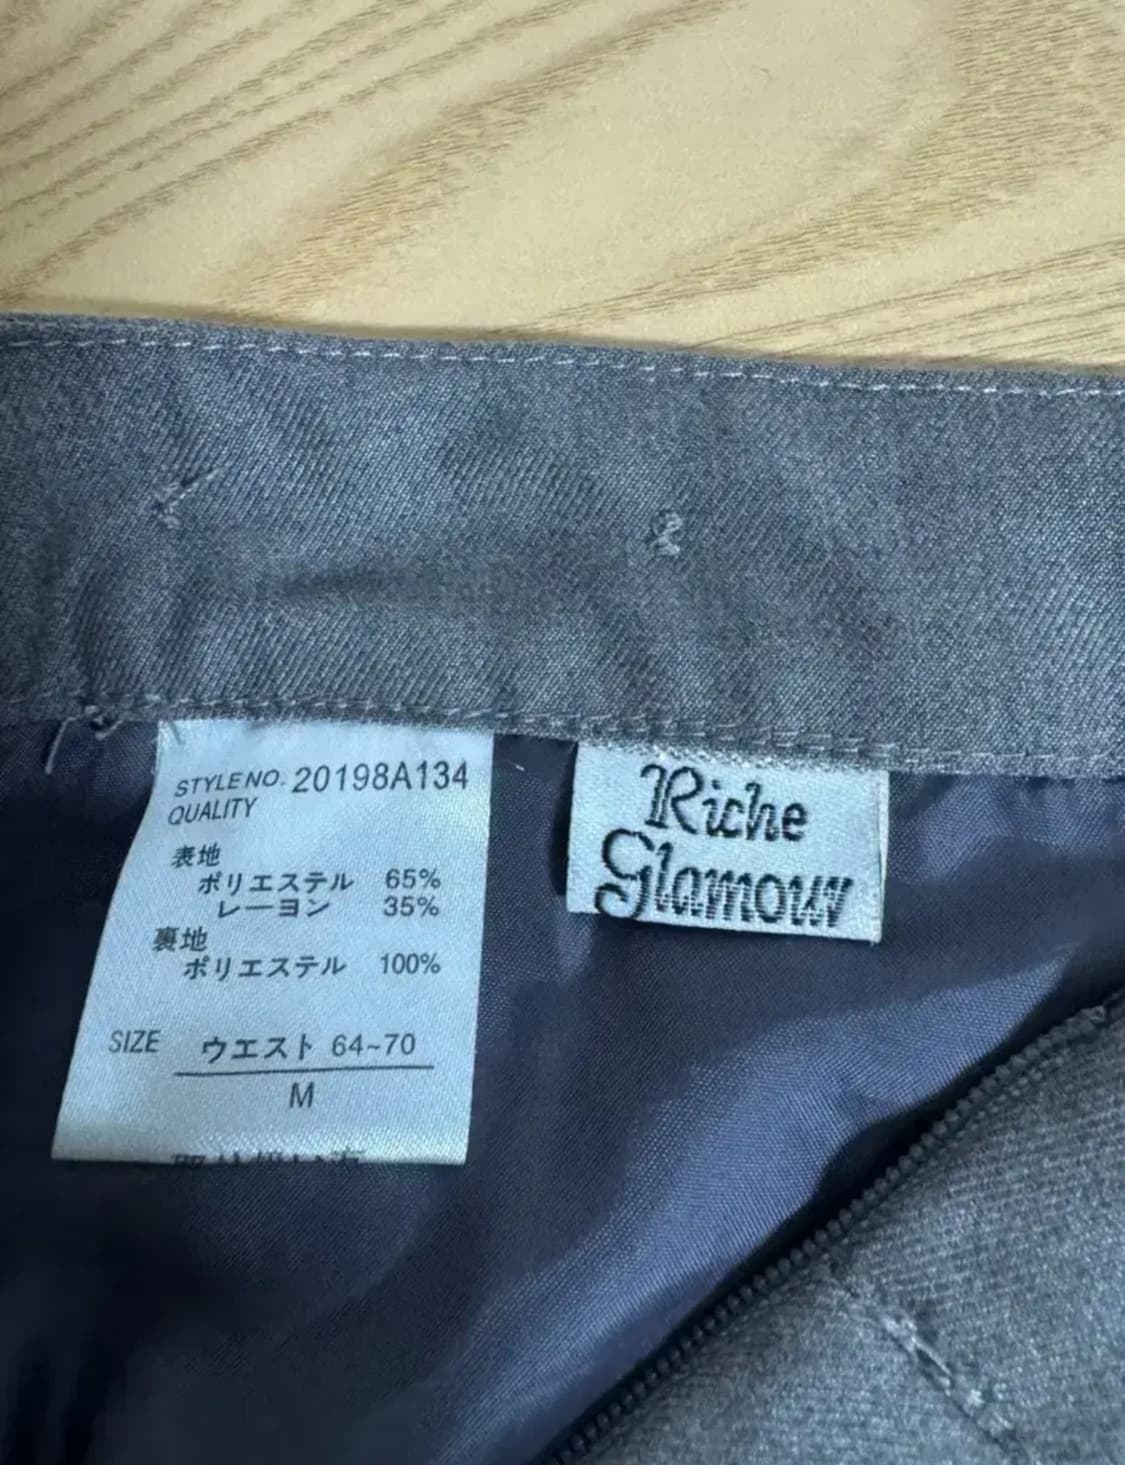 STYLE NO. 20198A134
QUALITY
表地
ポリエステル 65%
レーヨン 35%
裏地
ポリエステル 100%
SIZE ウエスト 64~70
M
Riche
Glamour